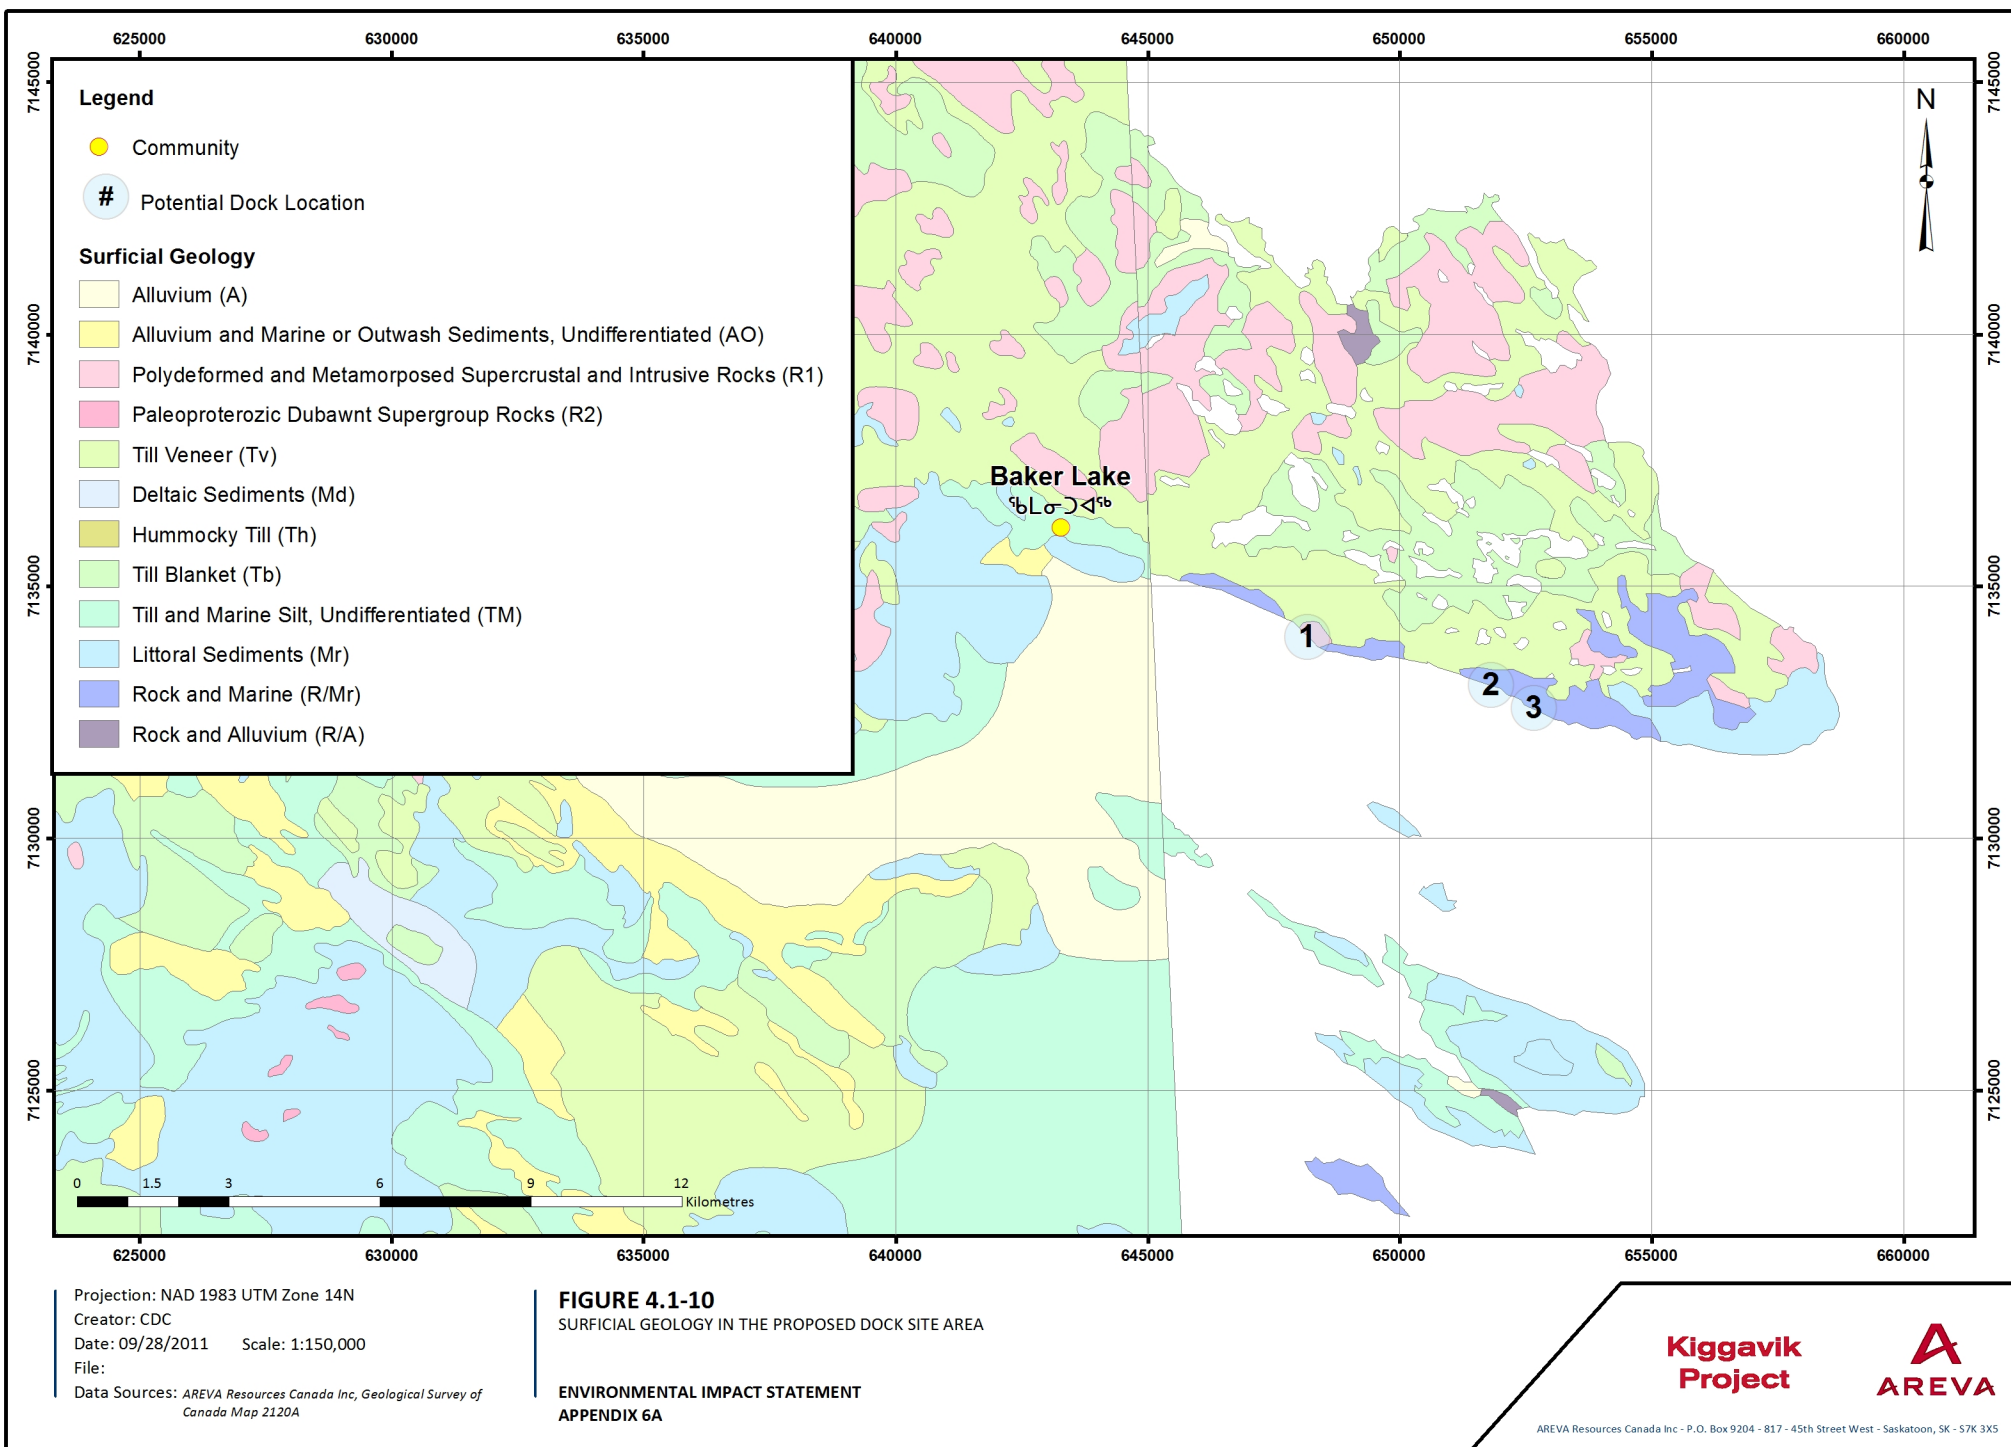 625000 630000 635000 640000 645000 650000 655000 660000
7145000 7145000
7140000 7140000
7135000 7135000
7130000 7130000
7125000 7125000
Legend
Community
# Potential Dock Location
Surficial Geology
Alluvium (A)
Alluvium and Marine or Outwash Sediments, Undifferentiated (AO)
Polydeformed and Metamorposed Supercrustal and Intrusive Rocks (R1)
Paleoproterozic Dubawnt Supergroup Rocks (R2)
Till Veneer (Tv)
Deltaic Sediments (Md)
Hummocky Till (Th)
Till Blanket (Tb)
Till and Marine Silt, Undifferentiated (TM)
Littoral Sediments (Mr)
Rock and Marine (R/Mr)
Rock and Alluvium (R/A)
N
Baker Lake
ᖃᒪᓂᑐᐊᖅ
1
2
3
0 1.5 3 6 9 12
Kilometres
625000 630000 635000 640000 645000 650000 655000 660000
Projection: NAD 1983 UTM Zone 14N
Creator: CDC
Date: 09/28/2011 Scale: 1:150,000
File:
Data Sources: AREVA Resources Canada Inc, Geological Survey of
Canada Map 2120A
FIGURE 4.1-10
SURFICIAL GEOLOGY IN THE PROPOSED DOCK SITE AREA
ENVIRONMENTAL IMPACT STATEMENT
APPENDIX 6A
Kiggavik
Project
AREVA
AREVA Resources Canada Inc - P.O. Box 9204 - 817 - 45th Street West - Saskatoon, SK - S7K 3X5